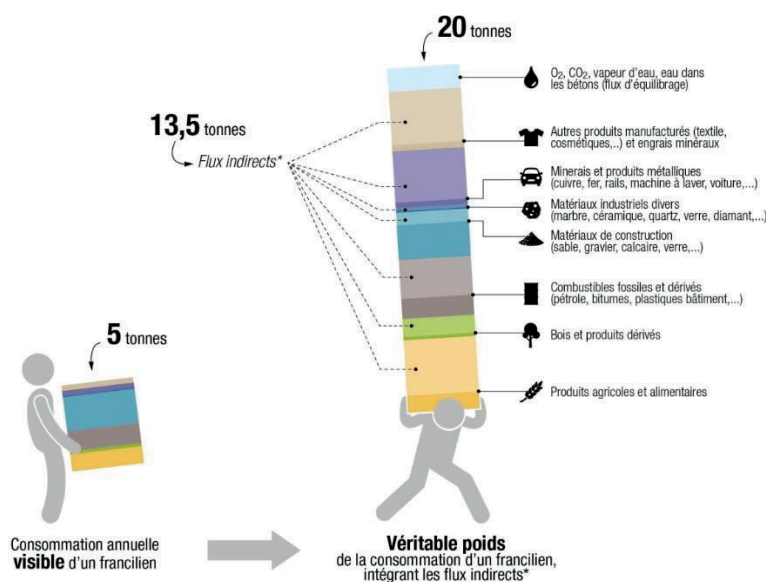 20 tonnes
O₂, CO₂, vapeur d'eau, eau dans
les bétons (flux d'équilibrage)
13,5 tonnes
Flux indirects*
Autres produits manufacturés (textile,
cosmétiques,..) et engrais minéraux
Minerais et produits métalliques
(cuivre, fer, rails, machine à laver, voiture,...)
Matériaux industriels divers
(marbre, céramique, quartz, verre, diamant,...)
Matériaux de construction
(sable, gravier, calcaire, verre,...)
Combustibles fossiles et dérivés
(pétrole, bitumes, plastiques bâtiment,...)
Bois et produits dérivés
5 tonnes
Produits agricoles et alimentaires
Consommation annuelle
visible d'un francilien
Véritable poids
de la consommation d'un francilien,
intégrant les flux indirects*